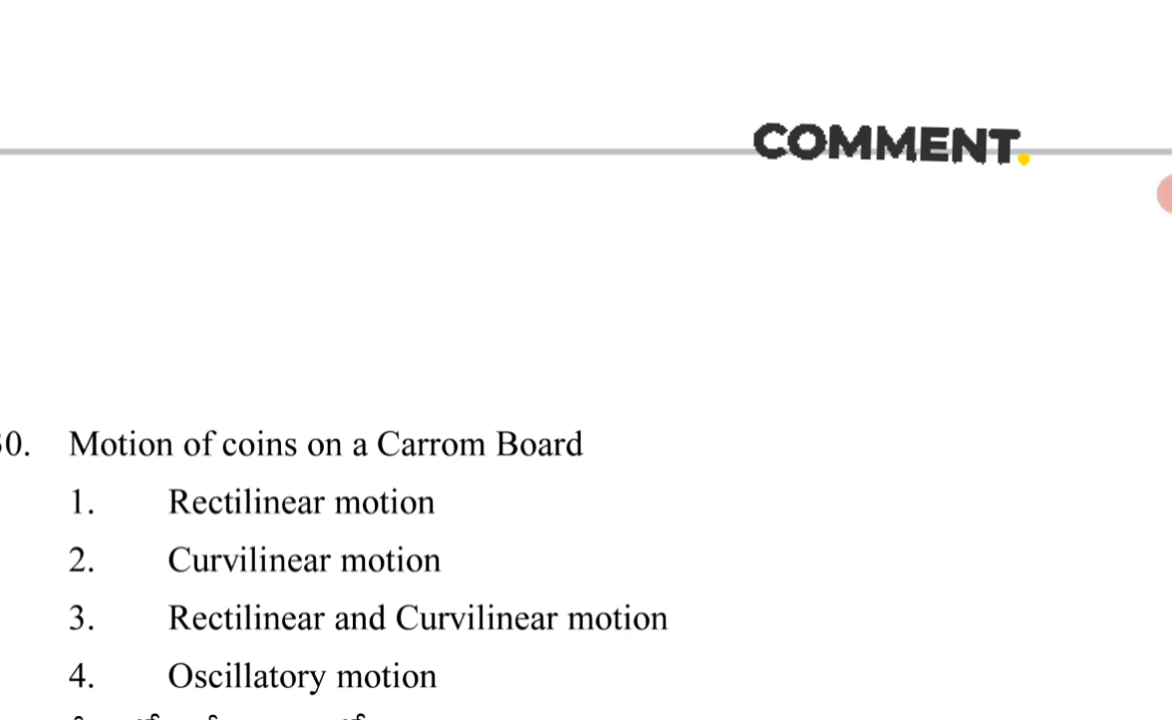 COMMENT.
0. Motion of coins on a Carrom Board
1. Rectilinear motion
2. Curvilinear motion
3. Rectilinear and Curvilinear motion
4. Oscillatory motion